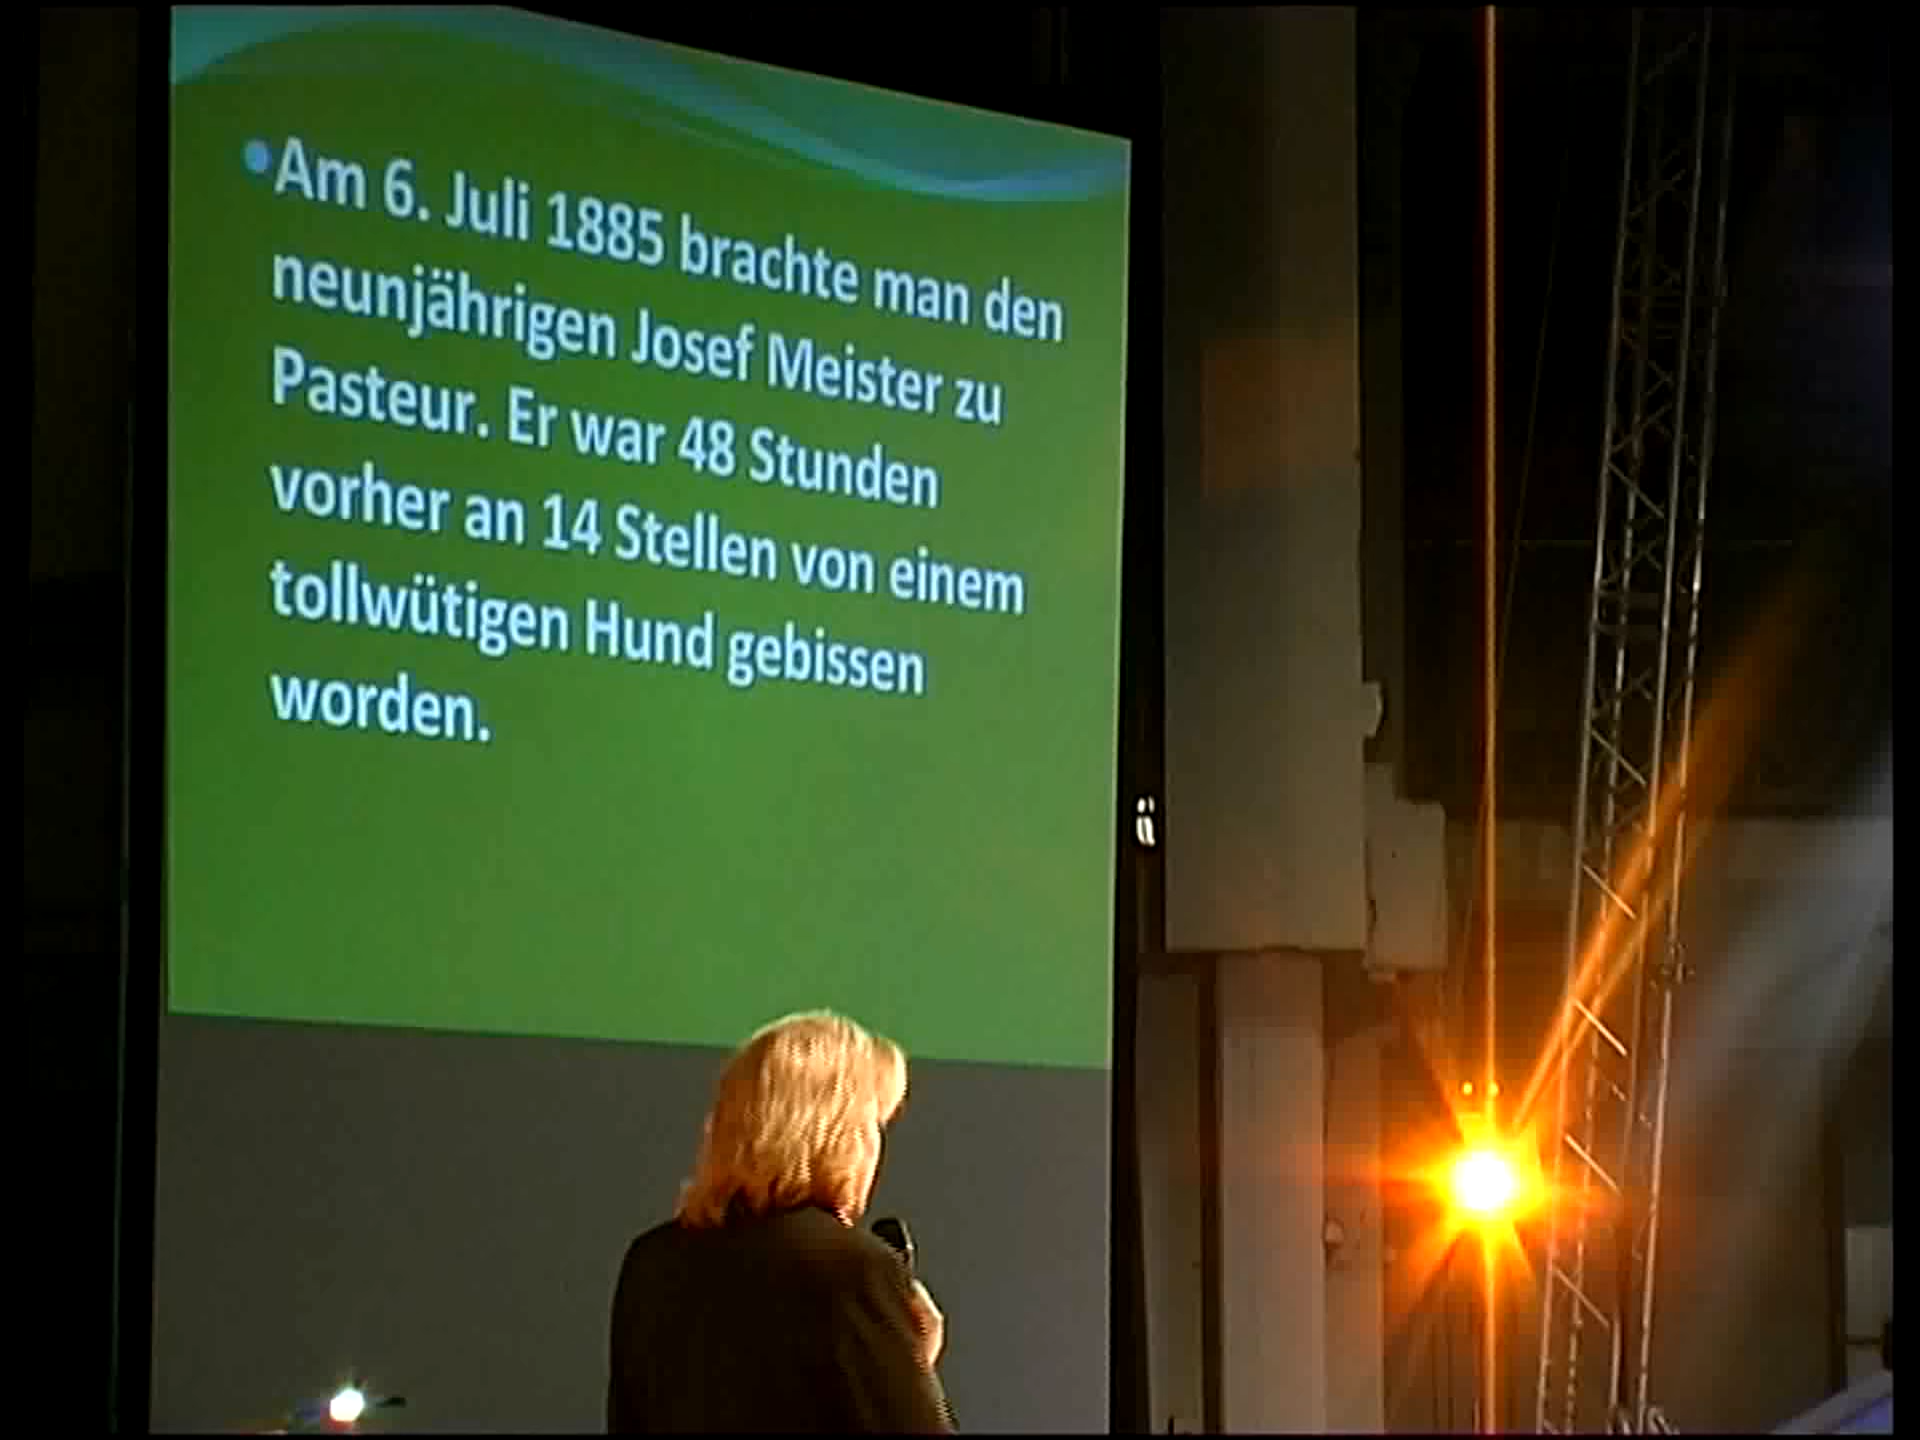 Am 6. Juli 1885 brachte man den
neunjährigen Josef Meister zu
Pasteur. Er war 48 Stunden
vorher an 14 Stellen von einem
tollwütigen Hund gebissen
worden.